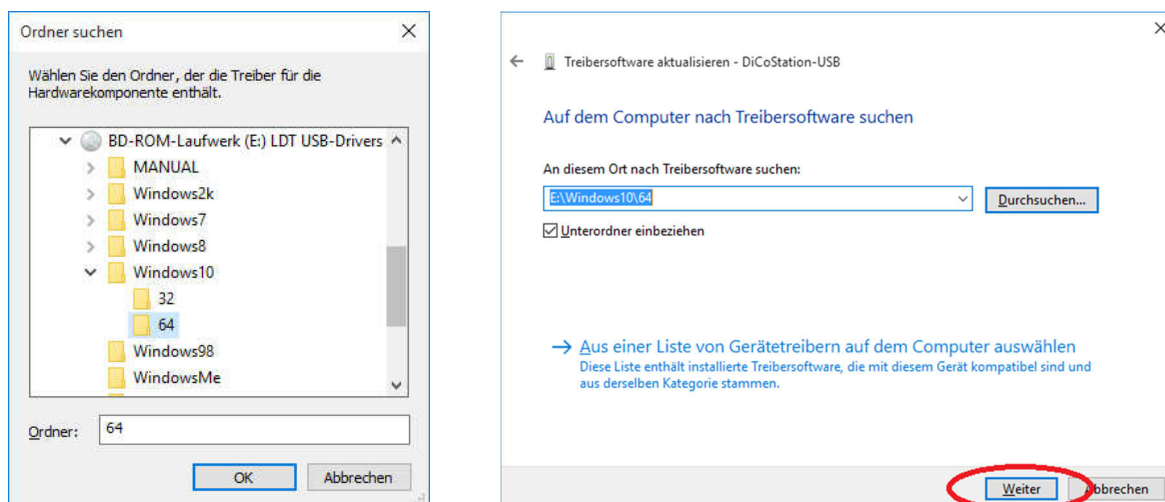 Ordner suchen
Wählen Sie den Ordner, der die Treiber für die
Hardwarekomponente enthält.
BD-ROM-Laufwerk (E:) LDT USB-Drivers
MANUAL
Windows2k
Windows7
Windows8
Windows10
32
64
Windows98
WindowsMe
Ordner:
64
OK
Abbrechen
Treibersoftware aktualisieren - DiCoStation-USB
Auf dem Computer nach Treibersoftware suchen
An diesem Ort nach Treibersoftware suchen:
E:\Windows10\64
Durchsuchen...
Unterordner einbeziehen
Aus einer Liste von Gerätetreibern auf dem Computer auswählen
Diese Liste enthält installierte Treibersoftware, die mit diesem Gerät kompatibel sind und
aus derselben Kategorie stammen.
Weiter
Abbrechen